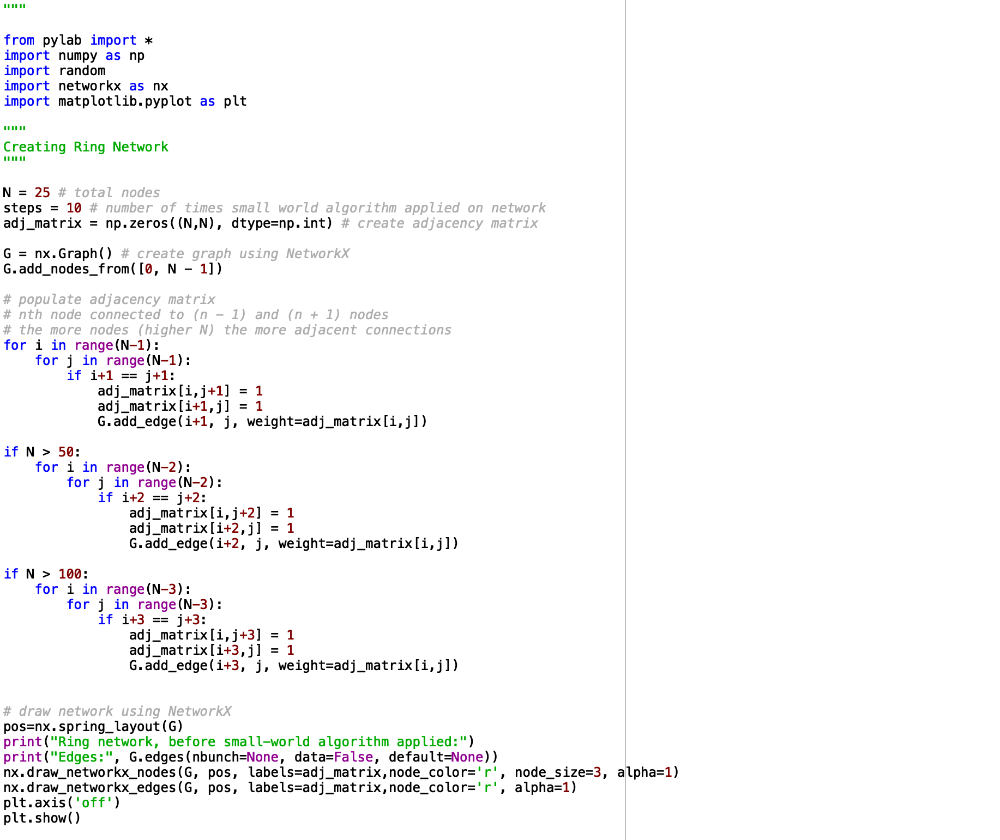 """
from pylab import *
import numpy as np
import random
import networkx as nx
import matplotlib.pyplot as plt
"""
Creating Ring Network
"""
N = 25 # total nodes
steps = 10 # number of times small world algorithm applied on network
adj_matrix = np.zeros((N,N), dtype=np.int) # create adjacency matrix
G = nx.Graph() # create graph using NetworkX
G.add_nodes_from([0, N - 1])
# populate adjacency matrix
# nth node connected to (n - 1) and (n + 1) nodes
# the more nodes (higher N) the more adjacent connections
for i in range(N-1):
    for j in range(N-1):
        if i+1 == j+1:
            adj_matrix[i,j+1] = 1
            adj_matrix[i+1,j] = 1
            G.add_edge(i+1, j, weight=adj_matrix[i,j])
if N > 50:
    for i in range(N-2):
        for j in range(N-2):
            if i+2 == j+2:
                adj_matrix[i,j+2] = 1
                adj_matrix[i+2,j] = 1
                G.add_edge(i+2, j, weight=adj_matrix[i,j])
if N > 100:
    for i in range(N-3):
        for j in range(N-3):
            if i+3 == j+3:
                adj_matrix[i,j+3] = 1
                adj_matrix[i+3,j] = 1
                G.add_edge(i+3, j, weight=adj_matrix[i,j])
# draw network using NetworkX
pos=nx.spring_layout(G)
print("Ring network, before small-world algorithm applied:")
print("Edges:", G.edges(nbunch=None, data=False, default=None))
nx.draw_networkx_nodes(G, pos, labels=adj_matrix,node_color='r', node_size=3, alpha=1)
nx.draw_networkx_edges(G, pos, labels=adj_matrix,node_color='r', alpha=1)
plt.axis('off')
plt.show()